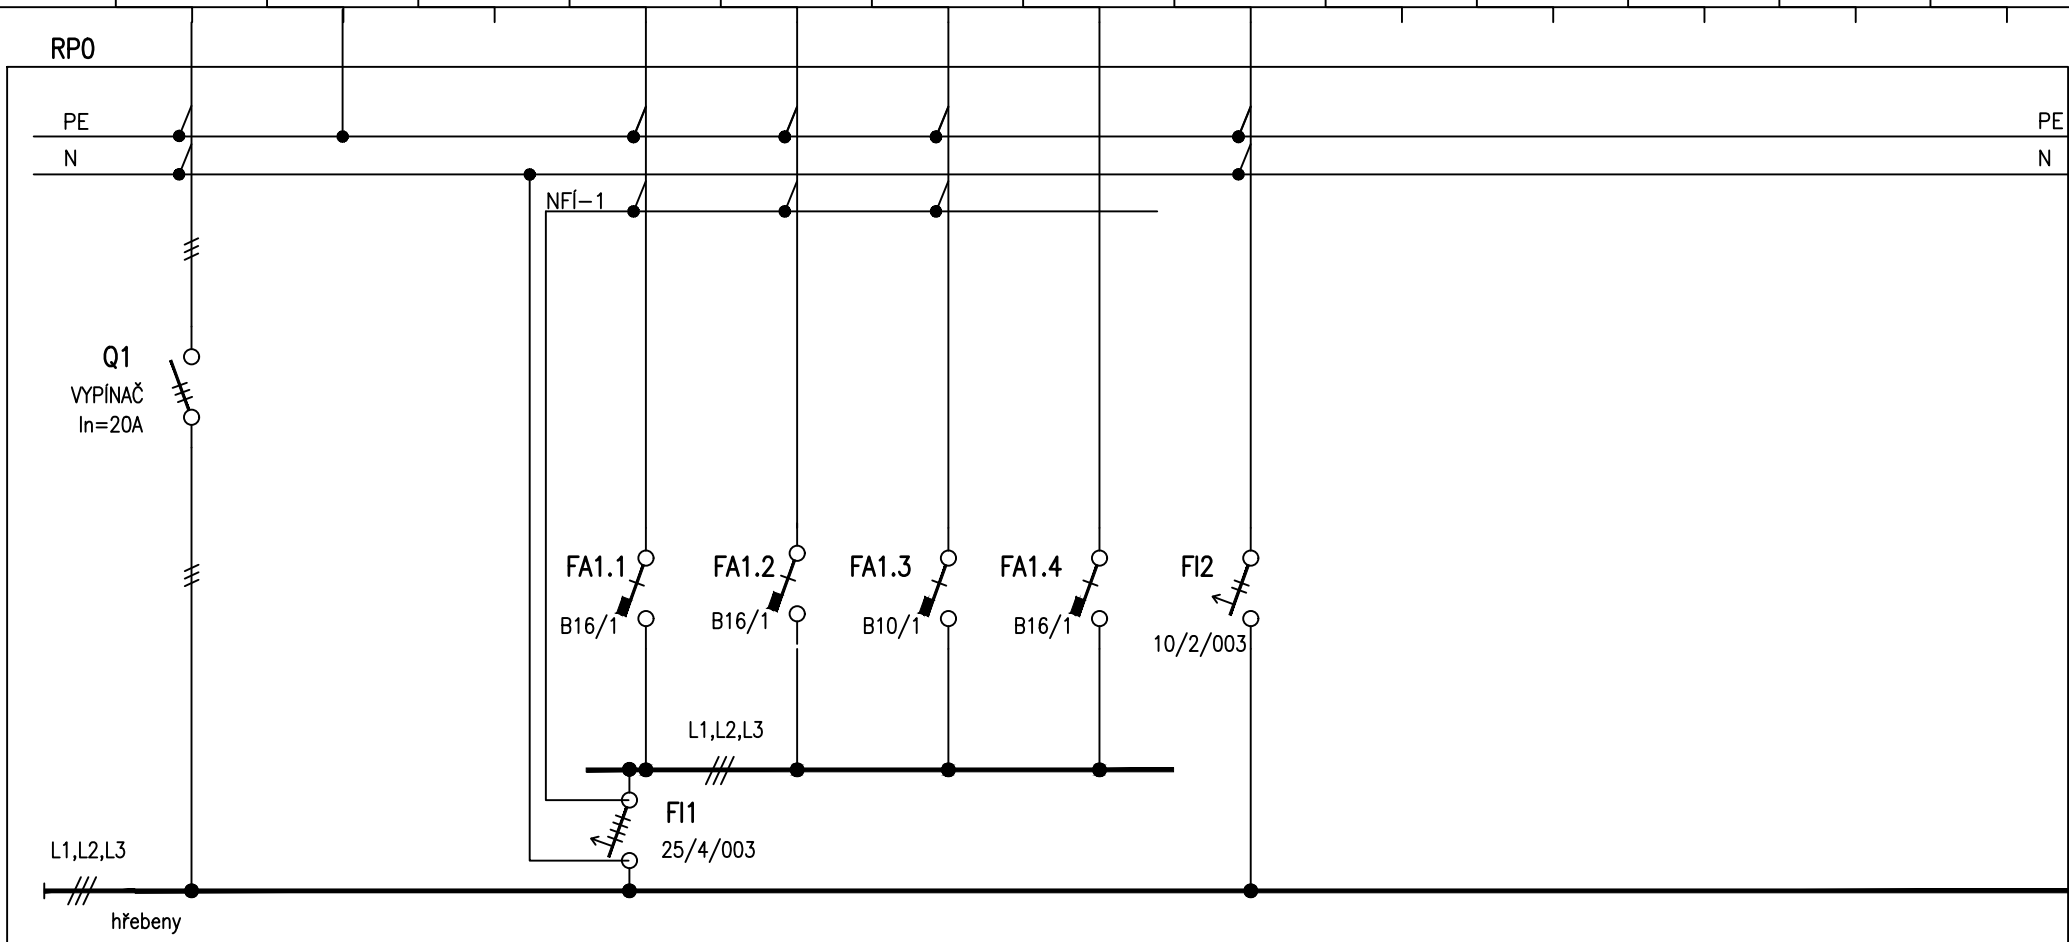 RP0
PE
PE
N
N
NFÍ-1
Q1
VYPÍNAČ
In=20A
FA1.1
FA1.2
FA1.3
FA1.4
FI2
B16/1
B16/1
B10/1
B16/1
10/2/003
L1,L2,L3
FI1
25/4/003
L1,L2,L3
hřebeny